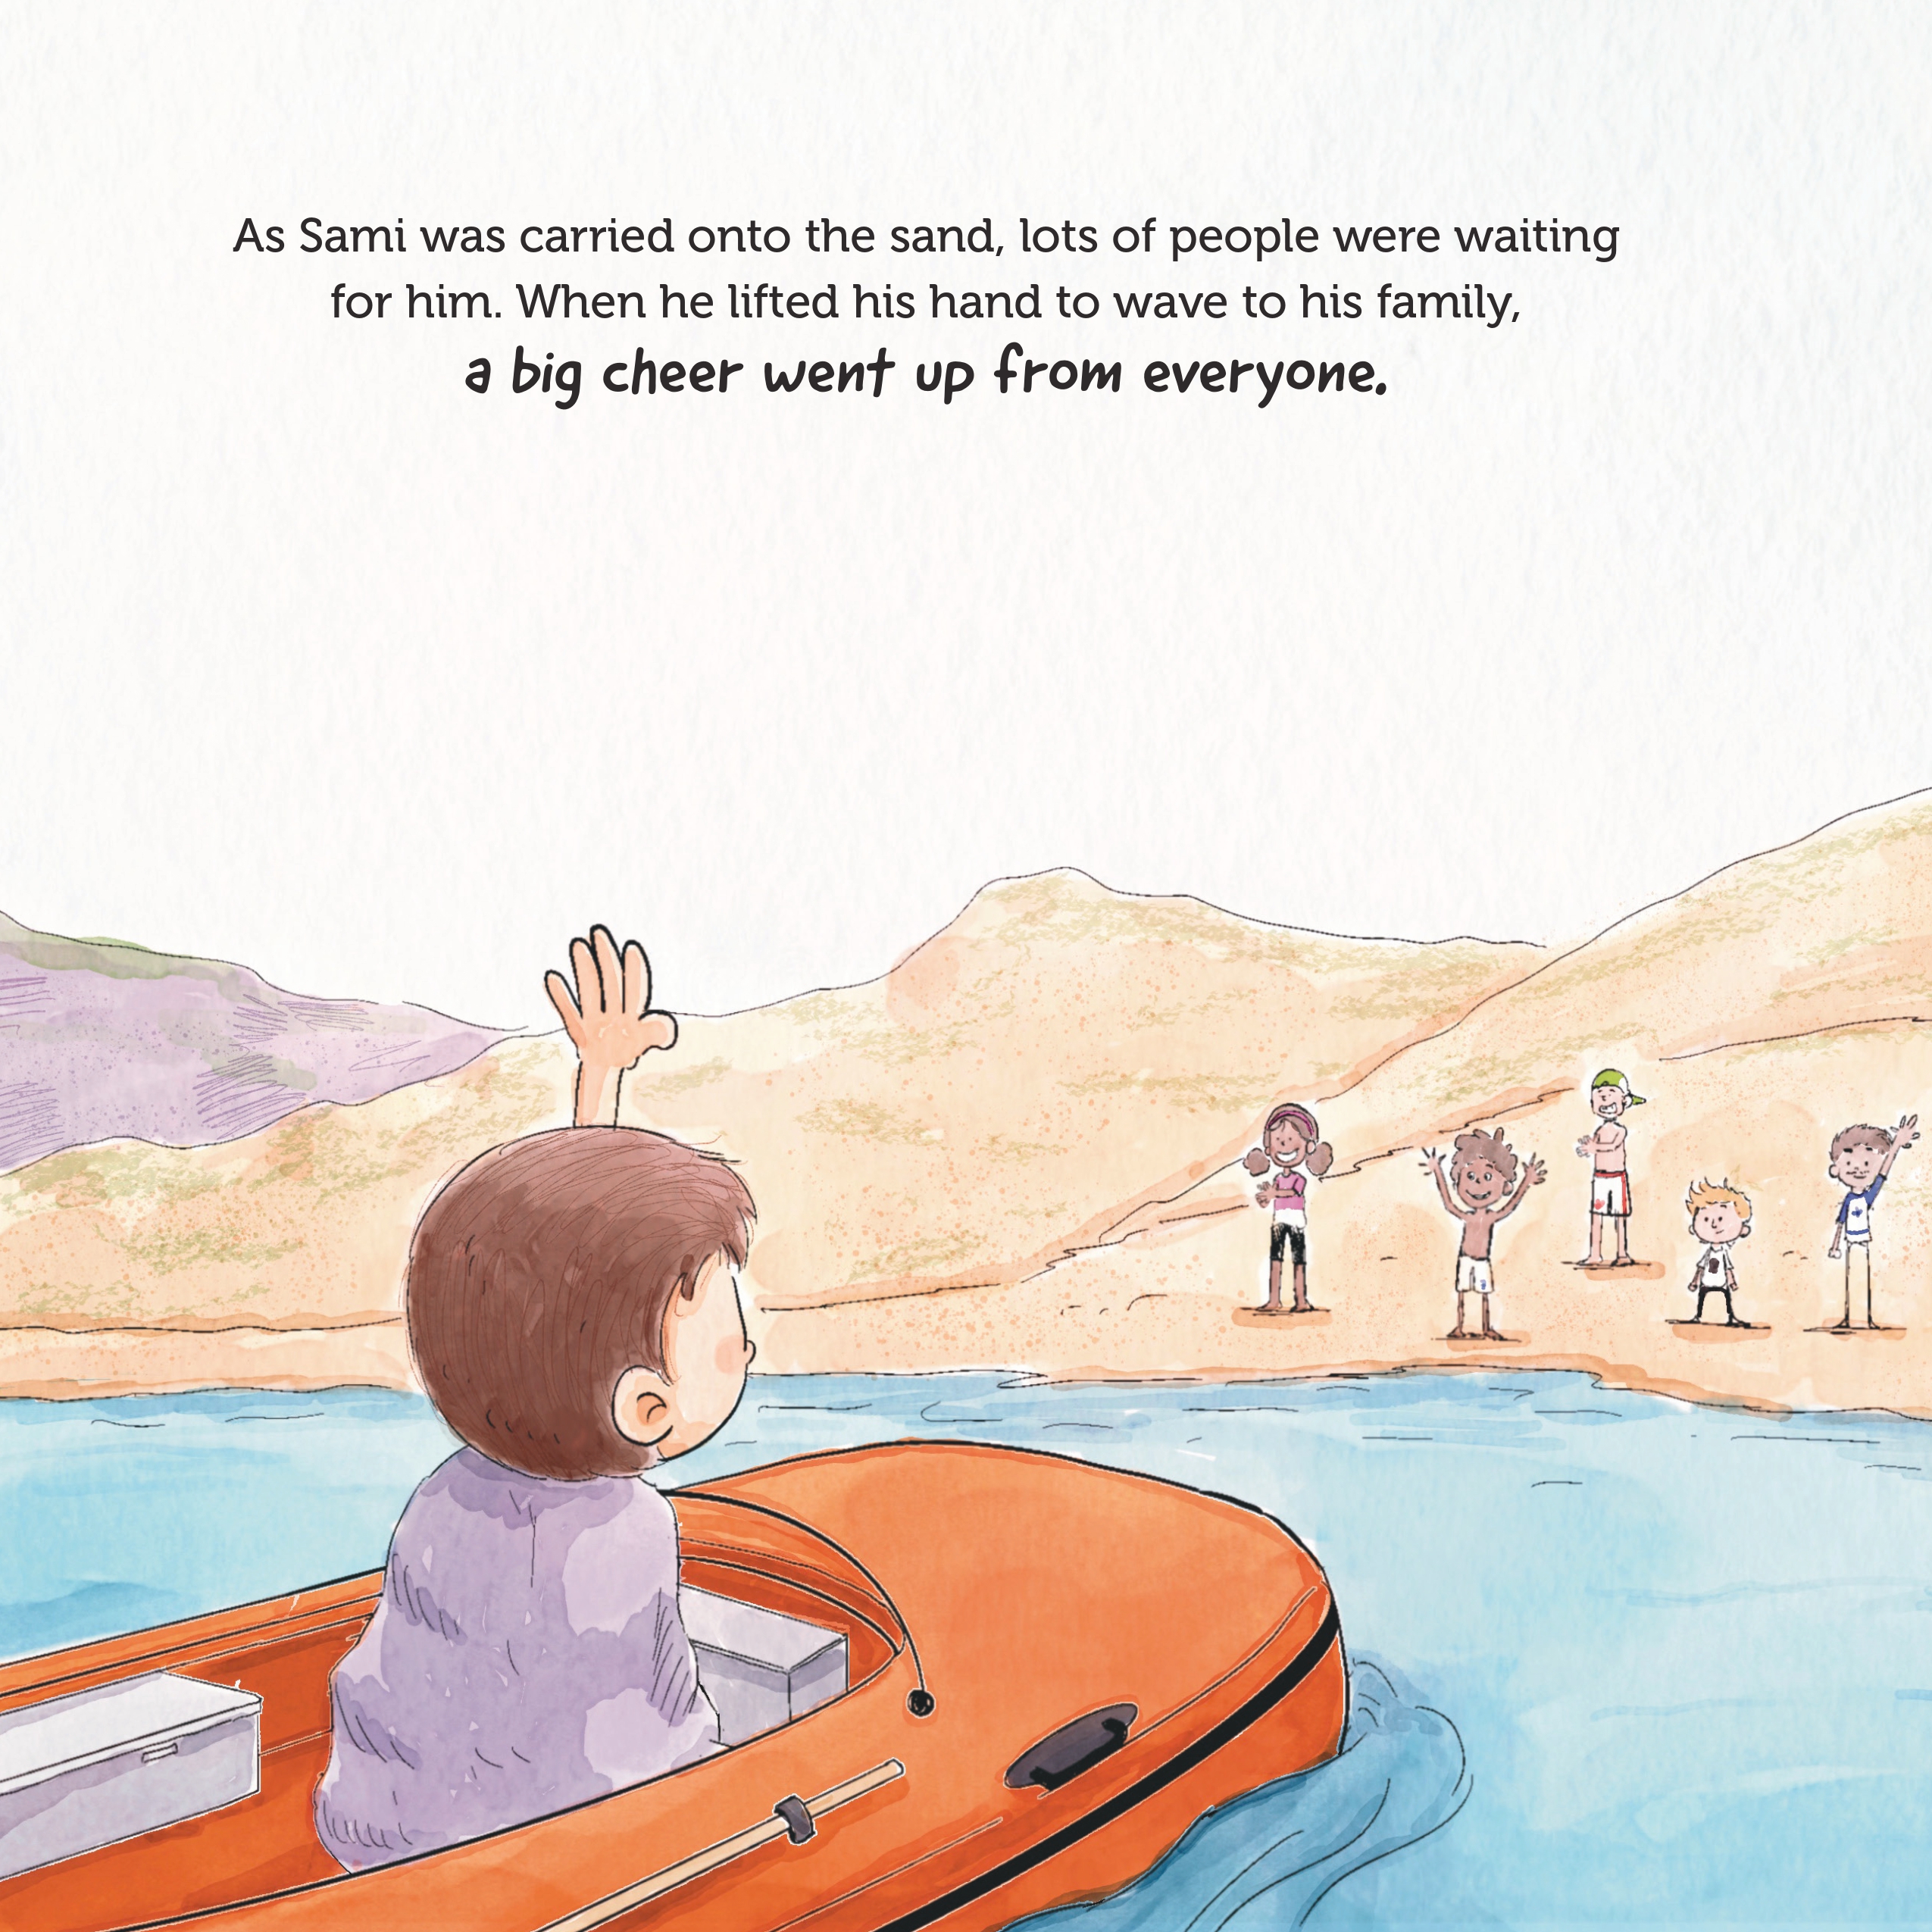 As Sami was carried onto the sand, lots of people were waiting
for him. When he lifted his hand to wave to his family,
a big cheer went up from everyone.